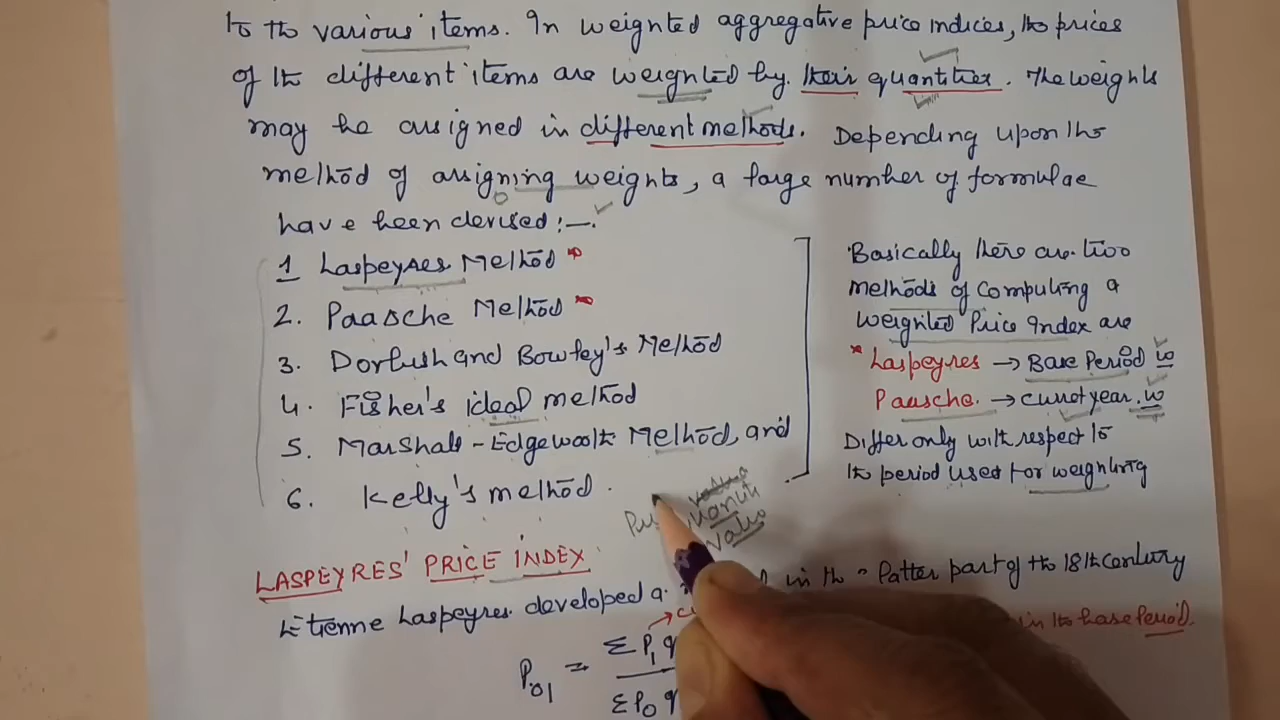 to the various items. In weighted aggregative price indices, the prices
of the different items are weighted by their quantities. The weights
may be assigned in different methods. Depending upon the
method of assigning weights, a large number of formulae
have been devised :—.
1 Laspeyres Method *
2. Paasche Method *
3. Dorbush and Bowley's Method
4. Fisher's ideal method
5. Marshall - Edgeworth Method, and
6. Kelly's method.
Basically there are two
methods of computing a
weighted Price Index are
* Laspeyres → Base Period w
Paasche. → current year. w
Differ only with respect to
the period used for weighting
quanti
value
LASPEYRES' PRICE INDEX
Etienne Laspeyres. developed a in the latter part of the 18th century
in the base Period.
P01 = Σ P1 q
Σ P0 q